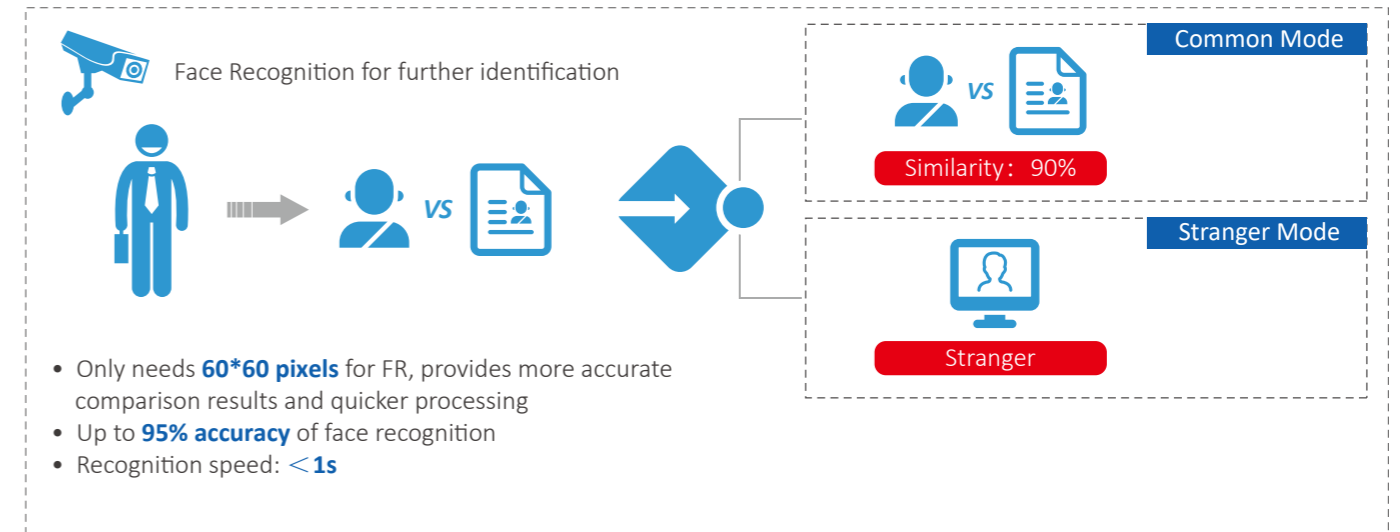 Face Recognition for further identification
VS
Common Mode
VS
Similarity： 90%
Stranger Mode
Stranger
• Only needs 60*60 pixels for FR, provides more accurate
comparison results and quicker processing
• Up to 95% accuracy of face recognition
• Recognition speed: ＜1s